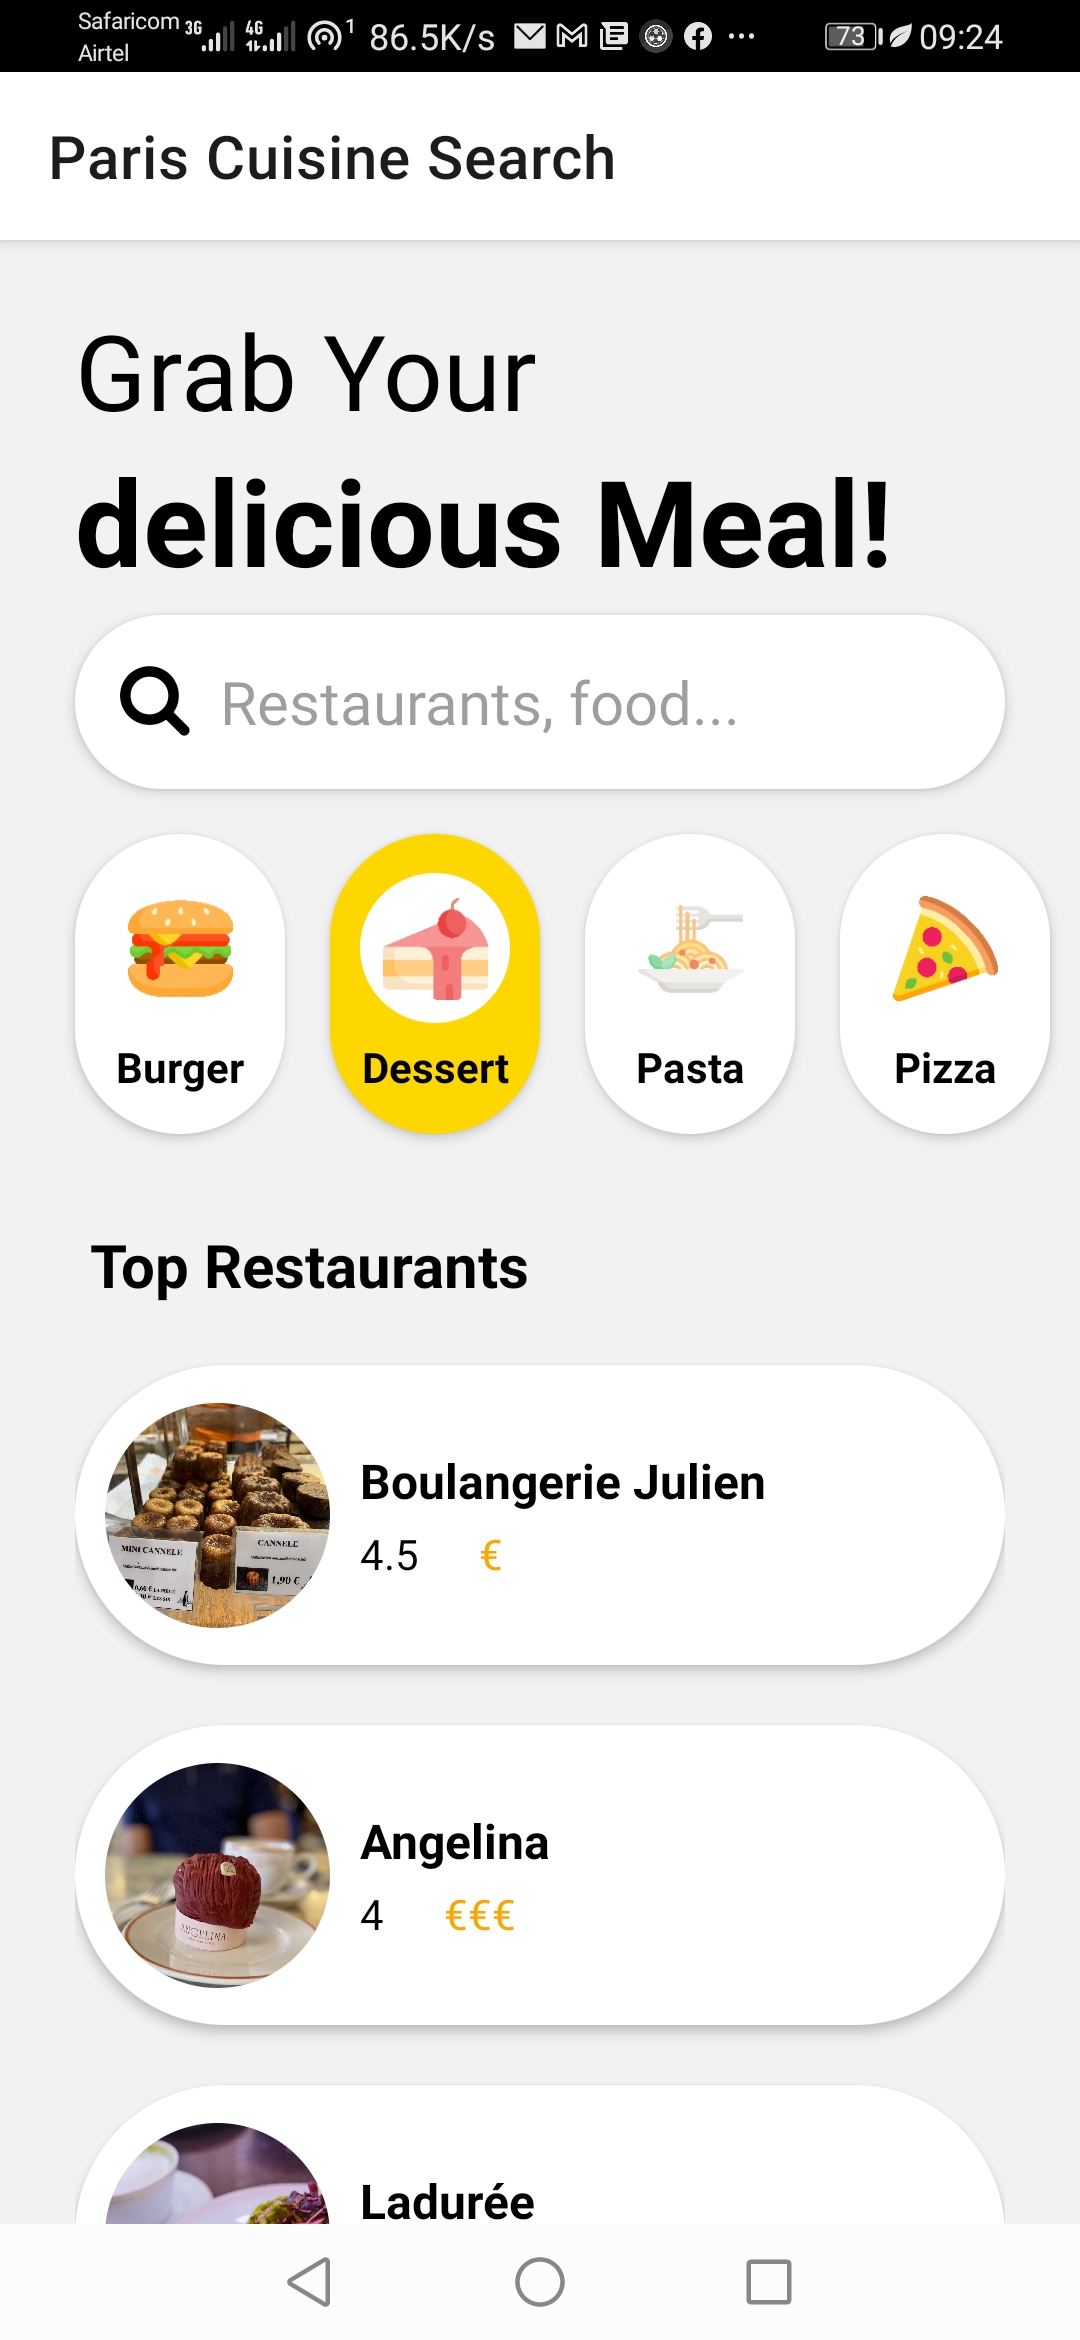 Safaricom 3G 4G 1 86.5K/s 73 09:24
Airtel
Paris Cuisine Search
Grab Your
delicious Meal!
Restaurants, food...
Burger Dessert Pasta Pizza
Top Restaurants
MINI CANNELE
CANNELE
1,90 €
Boulangerie Julien
4.5 €
ANGELINA
Angelina
4 €€€
Ladurée